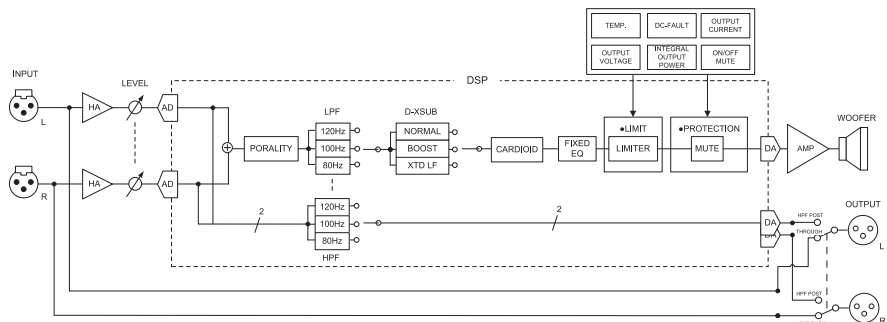 TEMP.
DC-FAULT
OUTPUT
CURRENT
OUTPUT
VOLTAGE
INTEGRAL
OUTPUT
POWER
ON/OFF
MUTE
DSP
INPUT
LEVEL
LPF
D-XSUB
WOOFER
HA
AD
L
120Hz
100Hz
80Hz
NORMAL
BOOST
XTD LF
PORALITY
CARDIOID
FIXED
EQ
●LIMIT
LIMITER
●PROTECTION
MUTE
DA
AMP
HA
AD
R
2
120Hz
100Hz
80Hz
HPF
2
DA
DA
HPF POST
THROUGH
OUTPUT
L
HPF POST
R